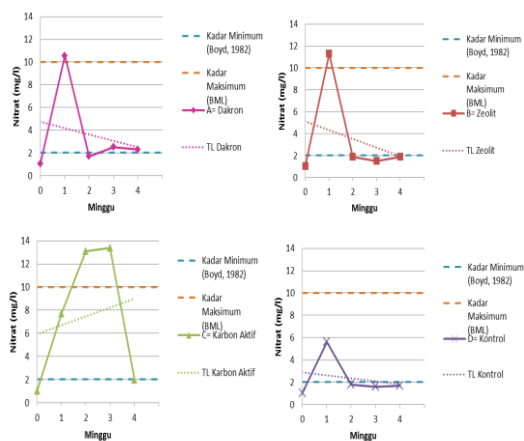 Nitrat (mg/l)
14
12
10
8
6
4
2
0
0 1 2 3 4
Minggu
Kadar Minimum
(Boyd, 1982)
Kadar
Maksimum
(BML)
A= Dakron
TL Dakron
Nitrat (mg/l)
14
12
10
8
6
4
2
0
0 1 2 3 4
Minggu
Kadar Minimum
(Boyd, 1982)
Kadar
Maksimum
(BML)
B= Zeolit
TL Zeolit
Nitrat (mg/L)
14
12
10
8
6
4
2
0
0 1 2 3 4
Minggu
Kadar Minimum
(Boyd, 1982)
Kadar
Maksimum
(BML)
C= Karbon Aktif
TL Karbon Aktif
Nitrat (mg/l)
14
12
10
8
6
4
2
0
0 1 2 3 4
Minggu
Kadar Minimum
(Boyd, 1982)
Kadar
Maksimum
(BML)
D= Kontrol
TL Kontrol